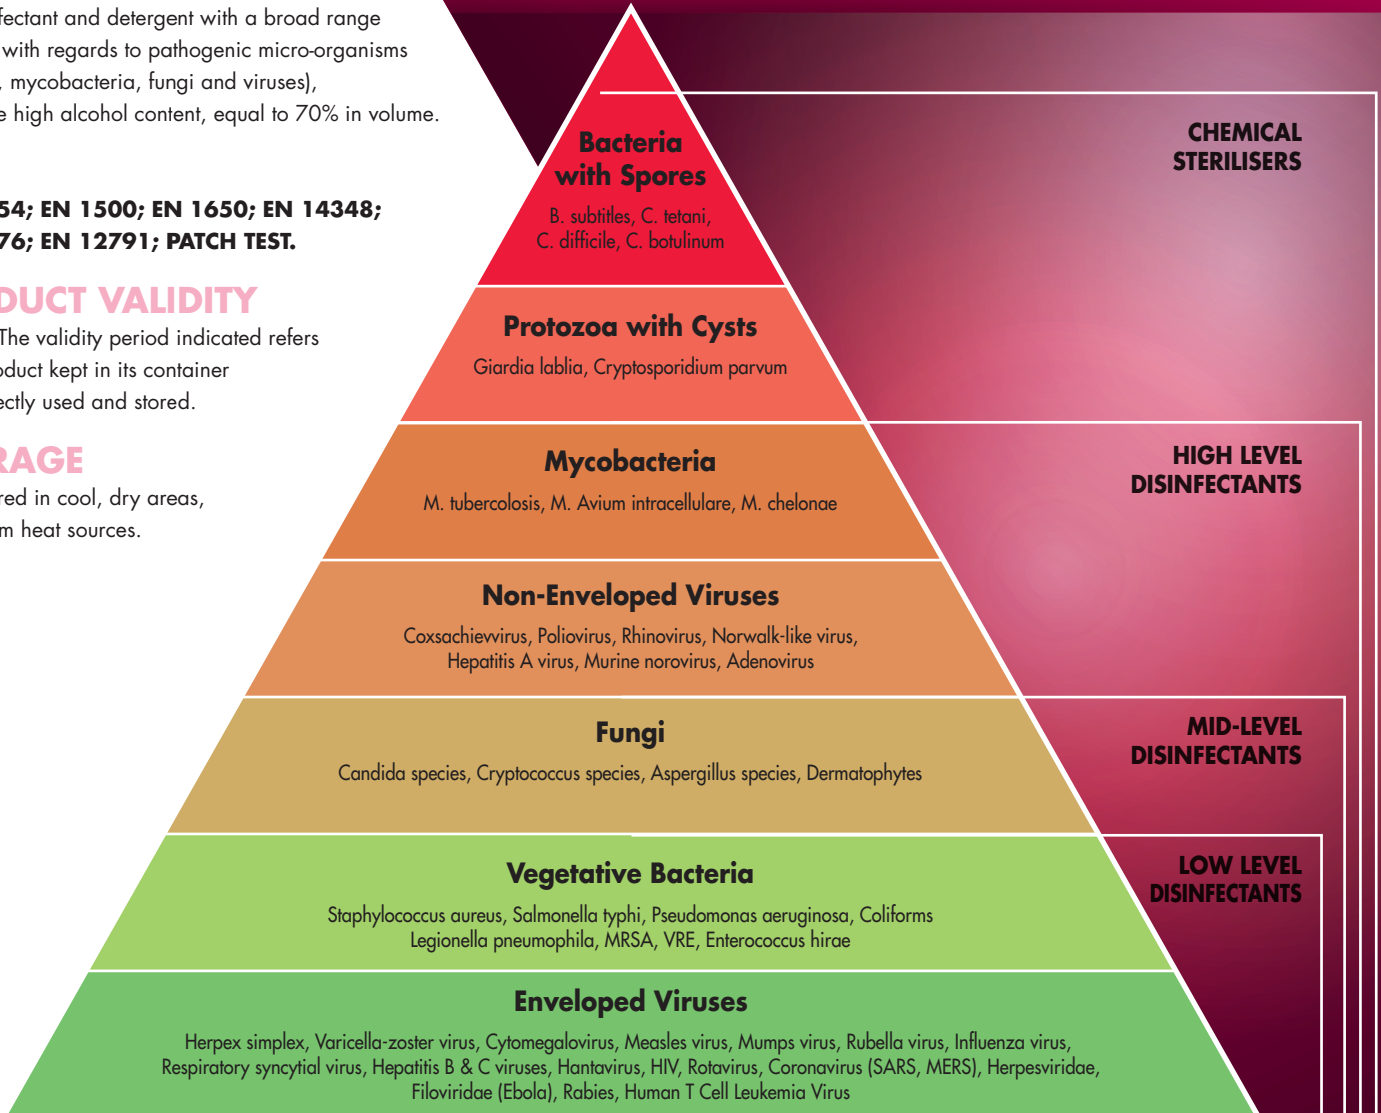 fectant and detergent with a broad range
with regards to pathogenic micro-organisms
, mycobacteria, fungi and viruses),
e high alcohol content, equal to 70% in volume.
54; EN 1500; EN 1650; EN 14348;
76; EN 12791; PATCH TEST.
DUCT VALIDITY
The validity period indicated refers
oduct kept in its container
ectly used and stored.
RAGE
red in cool, dry areas,
m heat sources.
Bacteria
with Spores
B. subtitles, C. tetani,
C. difficile, C. botulinum
Protozoa with Cysts
Giardia lablia, Cryptosporidium parvum
Mycobacteria
M. tubercolosis, M. Avium intracellulare, M. chelonae
Non-Enveloped Viruses
Coxsachievvirus, Poliovirus, Rhinovirus, Norwalk-like virus,
Hepatitis A virus, Murine norovirus, Adenovirus
Fungi
Candida species, Cryptococcus species, Aspergillus species, Dermatophytes
Vegetative Bacteria
Staphylococcus aureus, Salmonella typhi, Pseudomonas aeruginosa, Coliforms
Legionella pneumophila, MRSA, VRE, Enterococcus hirae
Enveloped Viruses
Herpex simplex, Varicella-zoster virus, Cytomegalovirus, Measles virus, Mumps virus, Rubella virus, Influenza virus,
Respiratory syncytial virus, Hepatitis B & C viruses, Hantavirus, HIV, Rotavirus, Coronavirus (SARS, MERS), Herpesviridae,
Filoviridae (Ebola), Rabies, Human T Cell Leukemia Virus
CHEMICAL
STERILISERS
HIGH LEVEL
DISINFECTANTS
MID-LEVEL
DISINFECTANTS
LOW LEVEL
DISINFECTANTS